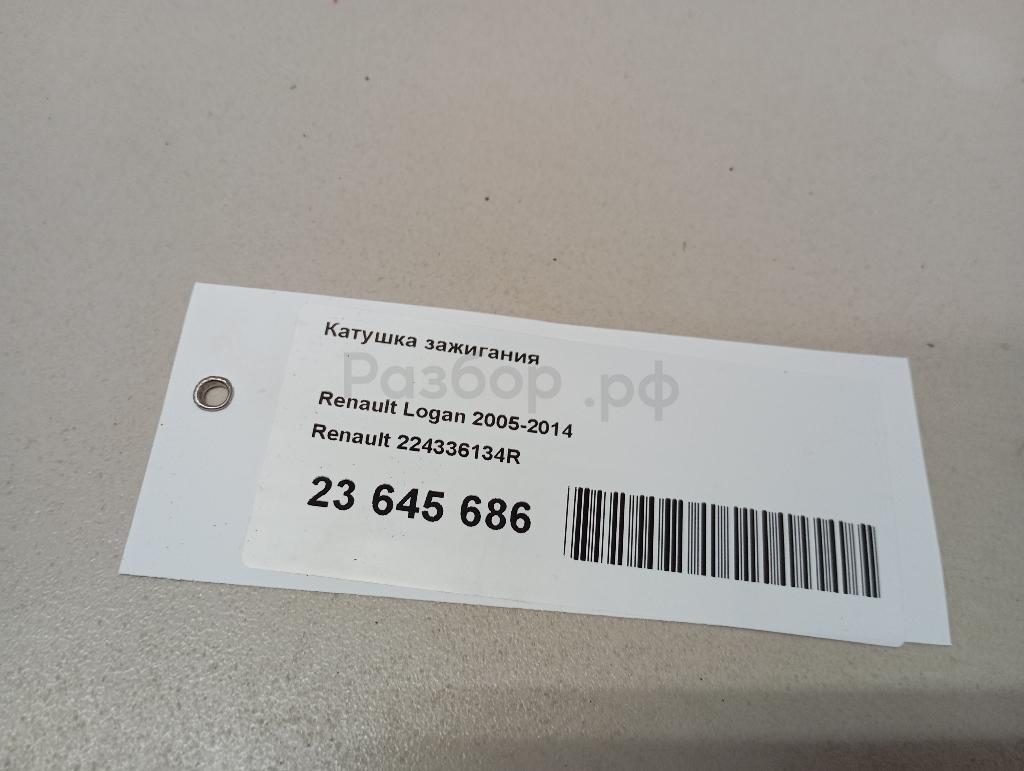 Катушка зажигания
Разбор.рф
Renault Logan 2005-2014
Renault 224336134R
23 645 686